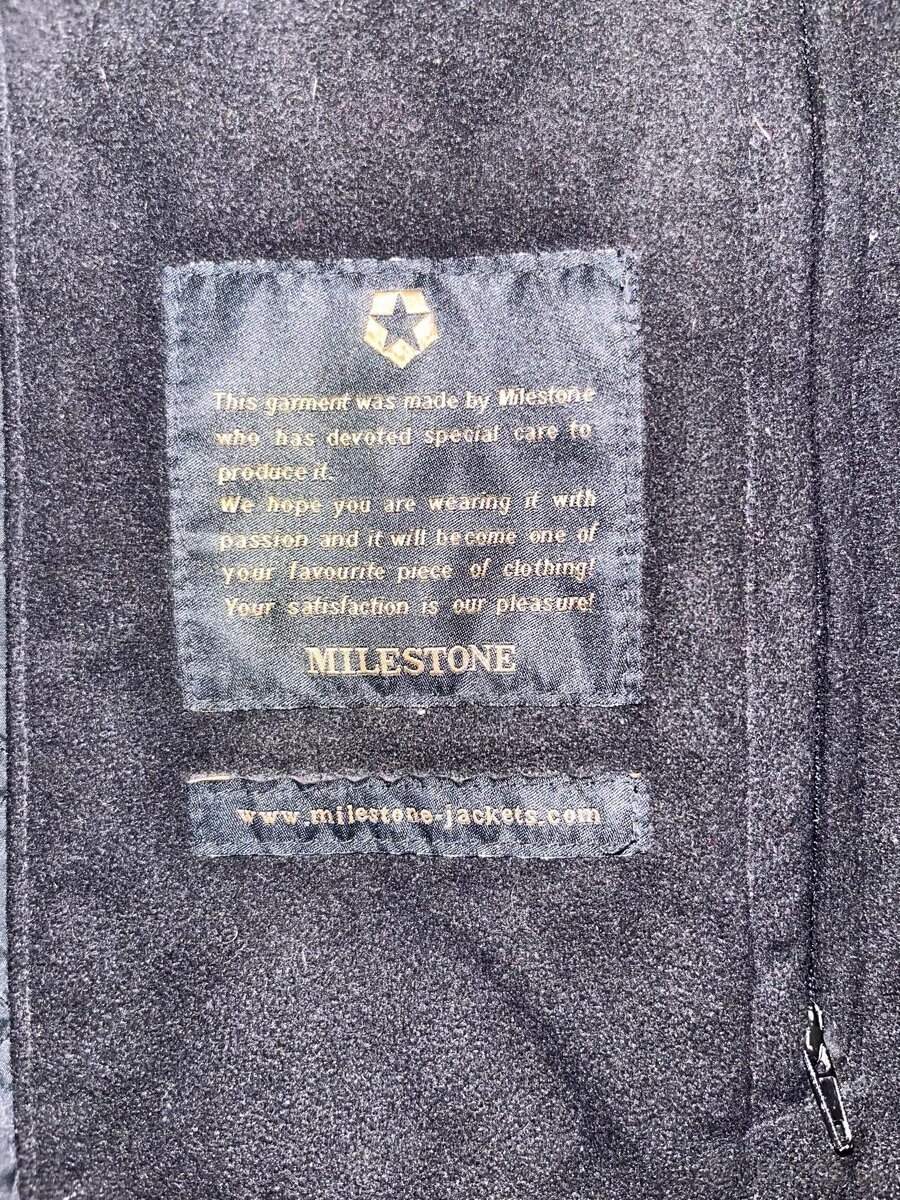 This garment was made by Milestone
who has devoted special care to
produce it.
We hope you are wearing it with
passion and it will become one of
your favourite piece of clothing!
Your satisfaction is our pleasure!
MILESTONE
www.milestone-jackets.com